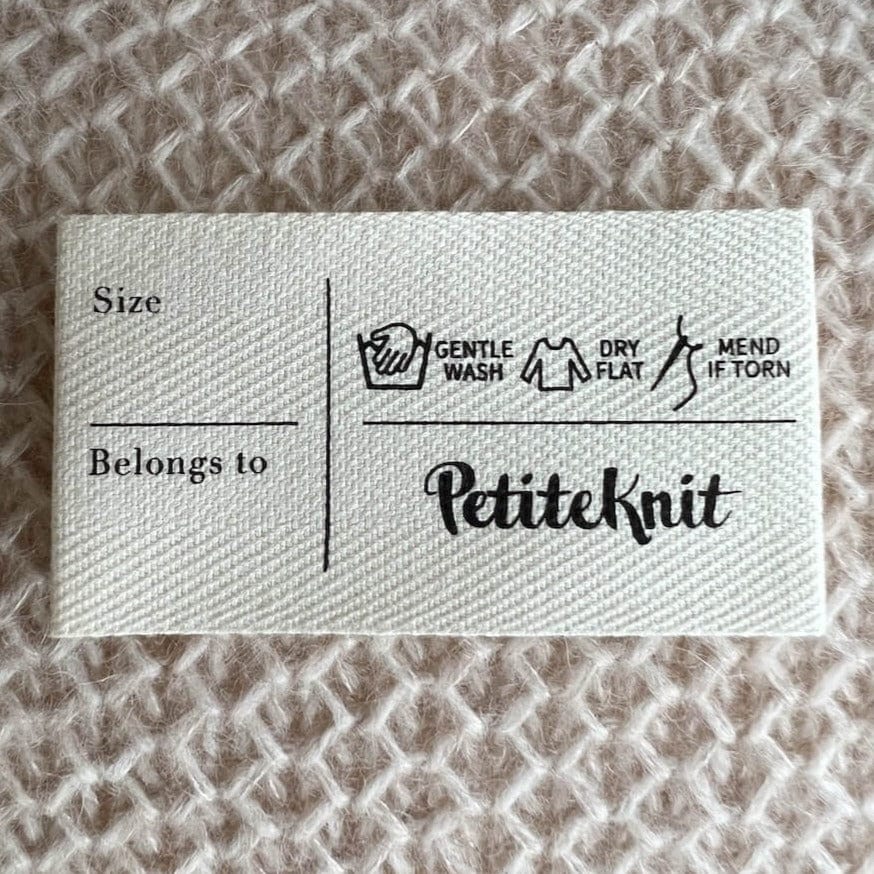 Size
Belongs to
GENTLE
WASH
DRY
FLAT
MEND
IF TORN
PetiteKnit